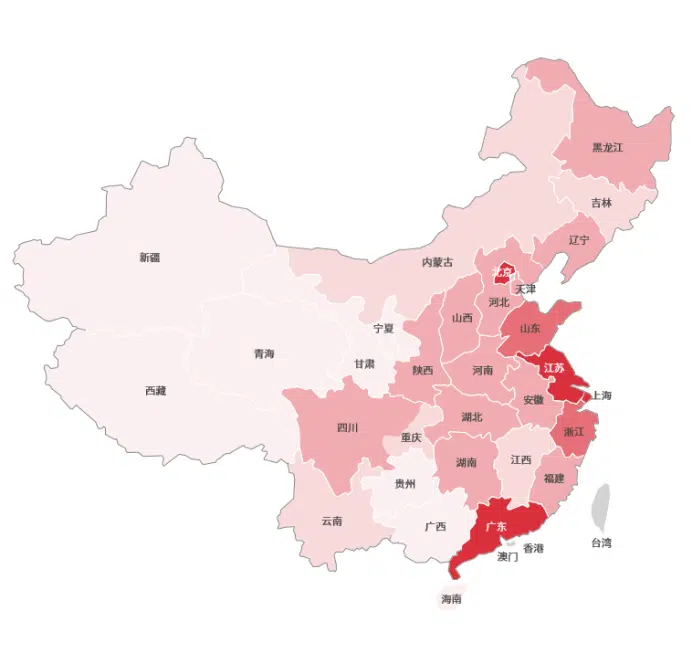 黑龙江
吉林
辽宁
新疆
内蒙古
北京
天津
河北
山西
宁夏
山东
青海
甘肃
陕西
河南
江苏
西藏
安徽
上海
四川
湖北
重庆
浙江
湖南
江西
贵州
福建
云南
广西
广东
台湾
香港
澳门
海南